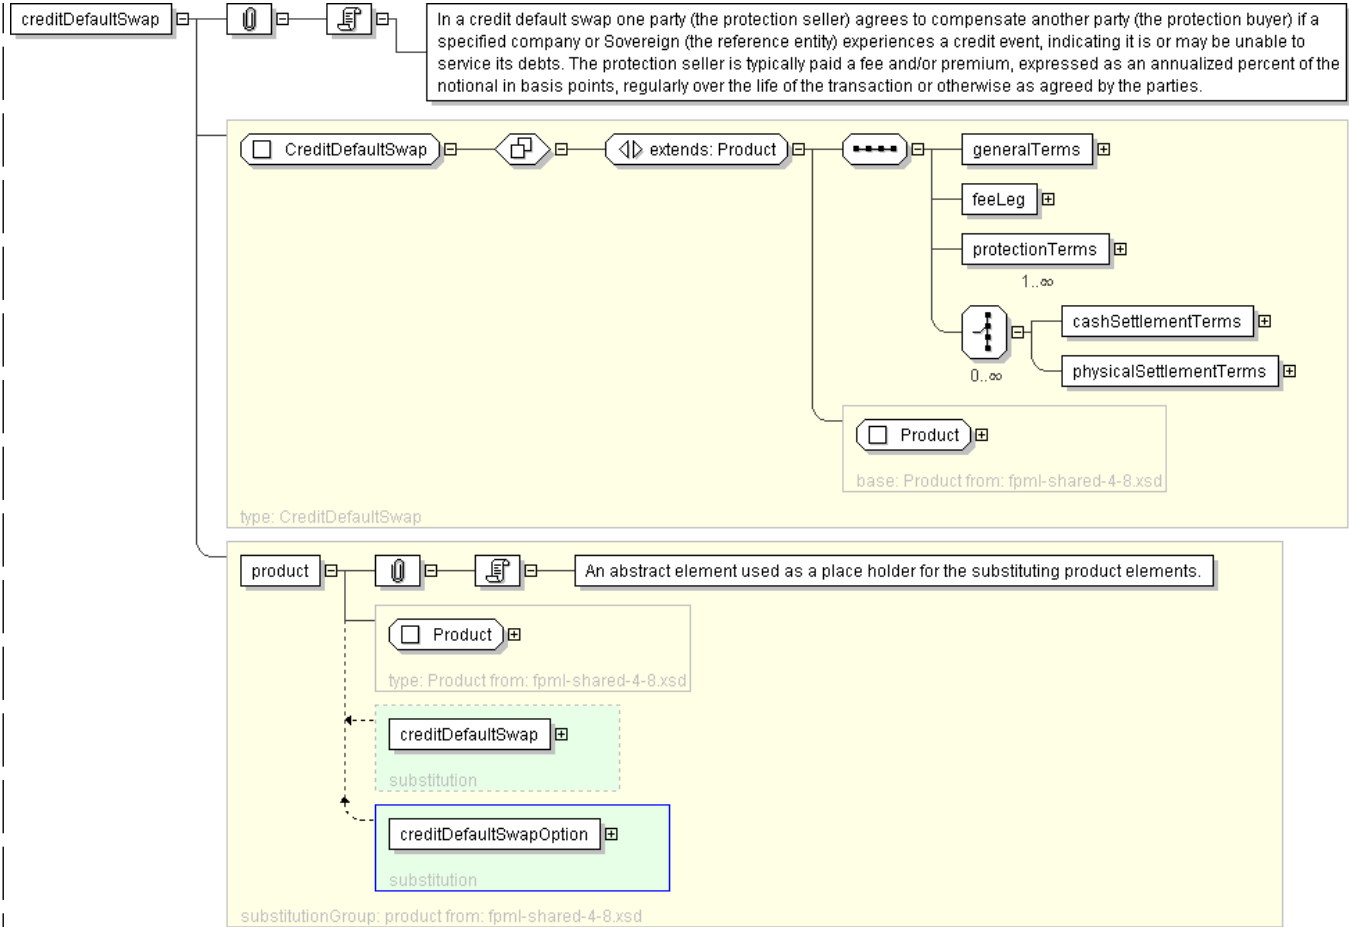 creditDefaultSwap
In a credit default swap one party (the protection seller) agrees to compensate another party (the protection buyer) if a
specified company or Sovereign (the reference entity) experiences a credit event, indicating it is or may be unable to
service its debts. The protection seller is typically paid a fee and/or premium, expressed as an annualized percent of the
notional in basis points, regularly over the life of the transaction or otherwise as agreed by the parties.
CreditDefaultSwap
extends: Product
generalTerms
feeLeg
protectionTerms
1..∞
cashSettlementTerms
0..∞
physicalSettlementTerms
Product
base: Product from: fpml-shared-4-8.xsd
type: CreditDefaultSwap
product
An abstract element used as a place holder for the substituting product elements.
Product
type: Product from: fpml-shared-4-8.xsd
creditDefaultSwap
substitution
creditDefaultSwapOption
substitution
substitutionGroup: product from: fpml-shared-4-8.xsd